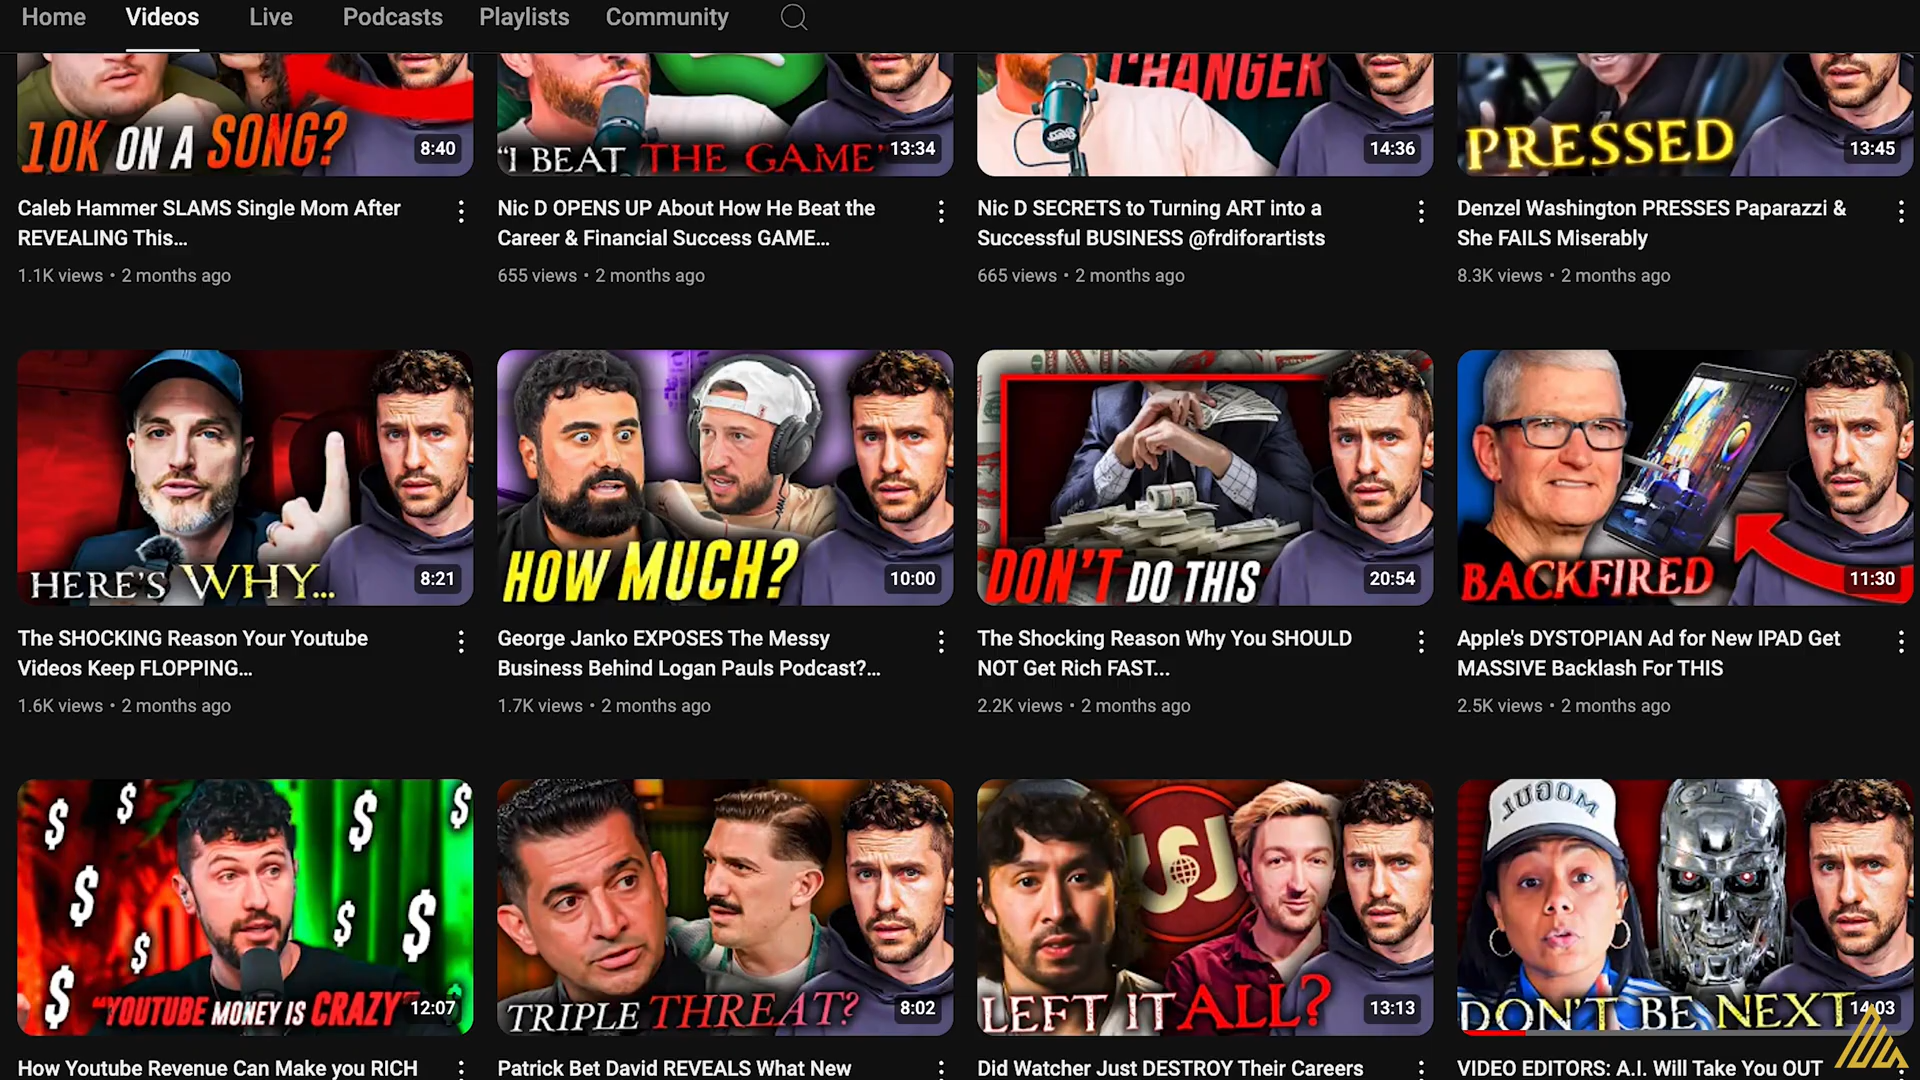 Home Videos Live Podcasts Playlists Community
10K ON A SONG?
8:40
"I BEAT THE GAME"
13:34
CHANGER
14:36
PRESSED
13:45
Caleb Hammer SLAMS Single Mom After
REVEALING This...
1.1K views • 2 months ago
Nic D OPENS UP About How He Beat the
Career & Financial Success GAME...
655 views • 2 months ago
Nic D SECRETS to Turning ART into a
Successful BUSINESS @frdiforartists
665 views • 2 months ago
Denzel Washington PRESSES Paparazzi &
She FAILS Miserably
8.3K views • 2 months ago
HERE'S WHY...
8:21
HOW MUCH?
10:00
DON'T DO THIS
20:54
BACKFIRED
11:30
The SHOCKING Reason Your Youtube
Videos Keep FLOPPING...
1.6K views • 2 months ago
George Janko EXPOSES The Messy
Business Behind Logan Pauls Podcast?...
1.7K views • 2 months ago
The Shocking Reason Why You SHOULD
NOT Get Rich FAST...
2.2K views • 2 months ago
Apple's DYSTOPIAN Ad for New IPAD Get
MASSIVE Backlash For THIS
2.5K views • 2 months ago
$ $ $ $ $ $ $ $ $
"YOUTUBE MONEY IS CRAZY"
12:07
TRIPLE THREAT?
8:02
LEFT IT ALL?
13:13
MOGUL
DON'T BE NEXT
14:03
How Youtube Revenue Can Make you RICH
Patrick Bet David REVEALS What New
Did Watcher Just DESTROY Their Careers
VIDEO EDITORS: A.I. Will Take You OUT